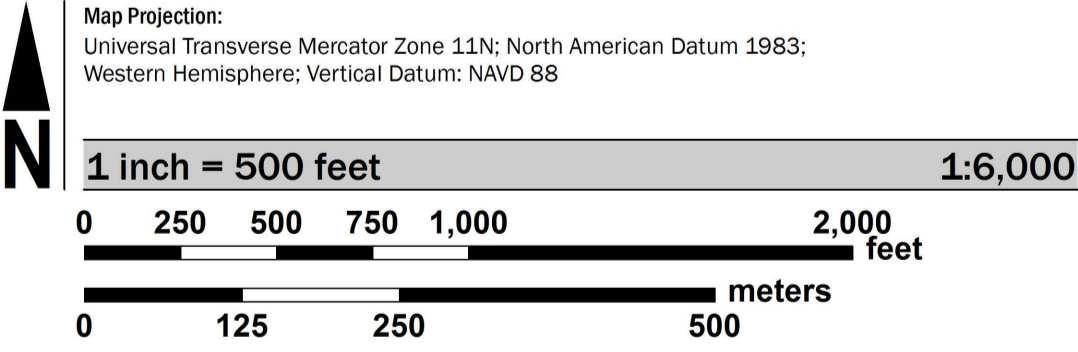 Map Projection:
Universal Transverse Mercator Zone 11N; North American Datum 1983;
Western Hemisphere; Vertical Datum: NAVD 88
N
1 inch = 500 feet 1:6,000
0 250 500 750 1,000 2,000
feet
meters
0 125 250 500